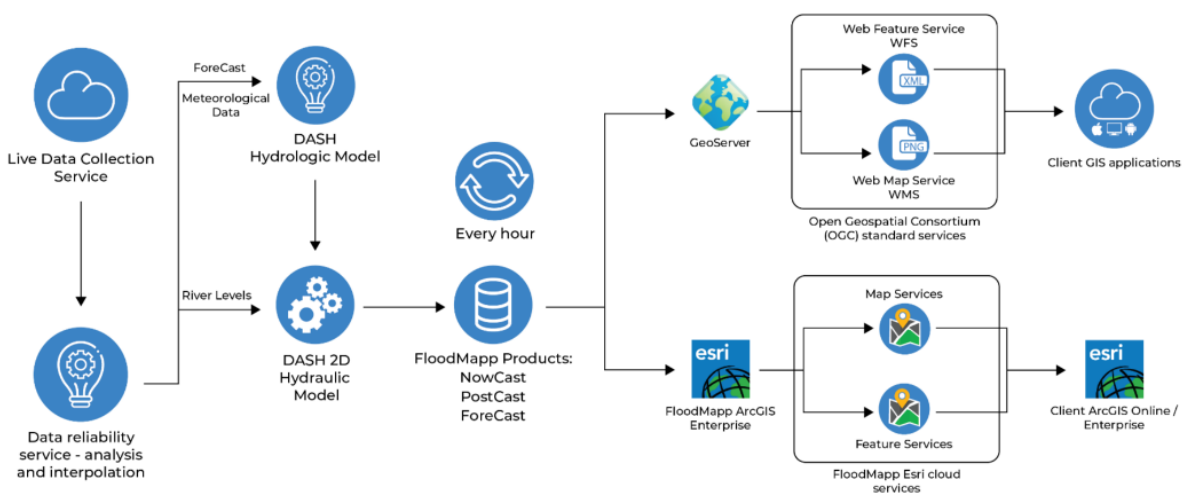 Live Data Collection
Service
Data reliability
service - analysis
and interpolation
ForeCast
Meteorological
Data
River Levels
DASH
Hydrologic Model
DASH 2D
Hydraulic
Model
Every hour
FloodMapp Products:
NowCast
PostCast
ForeCast
GeoServer
Web Feature Service
WFS
XML
PNG
Web Map Service
WMS
Open Geospatial Consortium
(OGC) standard services
Client GIS applications
esri
FloodMapp ArcGIS
Enterprise
Map Services
Feature Services
FloodMapp Esri cloud
services
esri
Client ArcGIS Online /
Enterprise